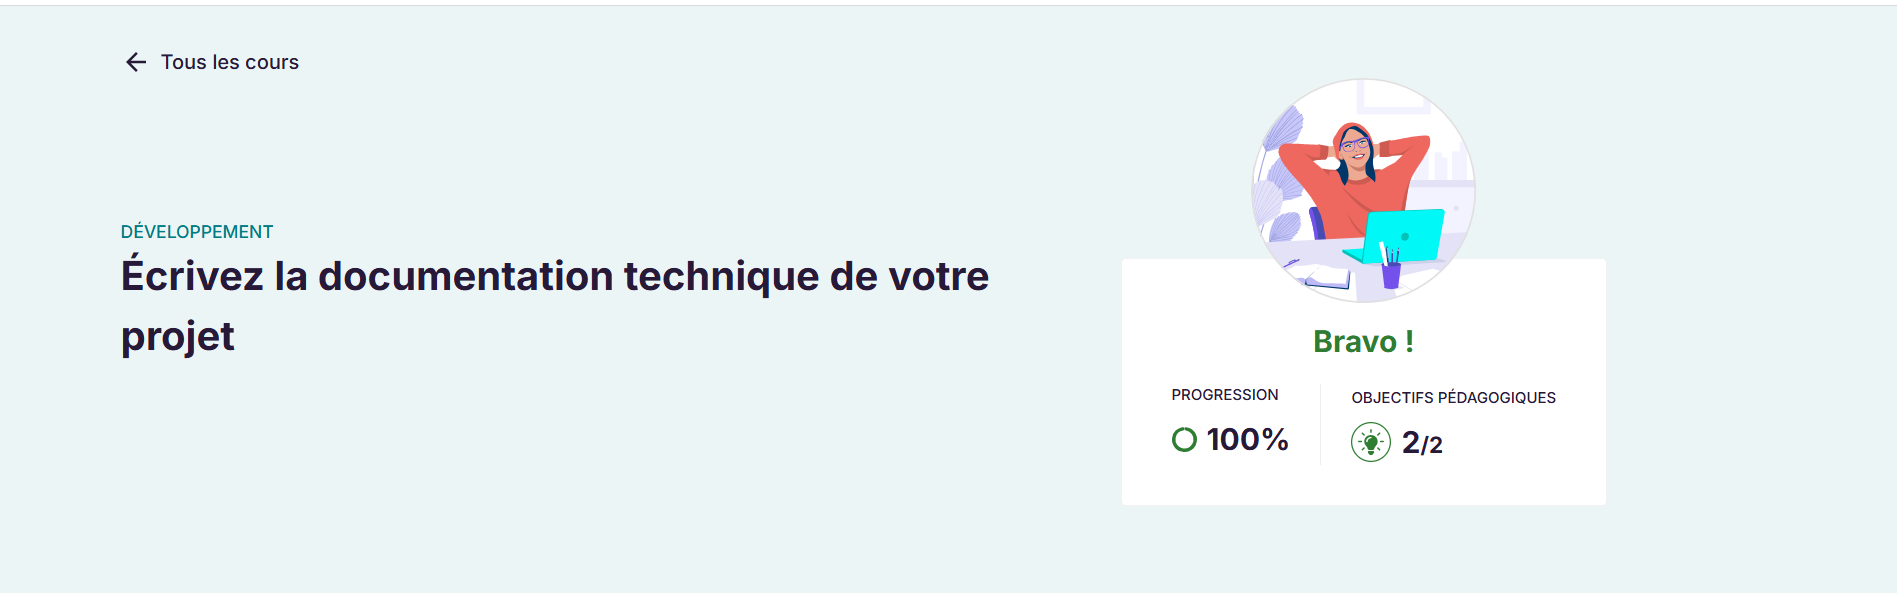 Tous les cours
DÉVELOPPEMENT
Écrivez la documentation technique de votre
projet
Bravo !
PROGRESSION
100%
OBJECTIFS PÉDAGOGIQUES
2/2